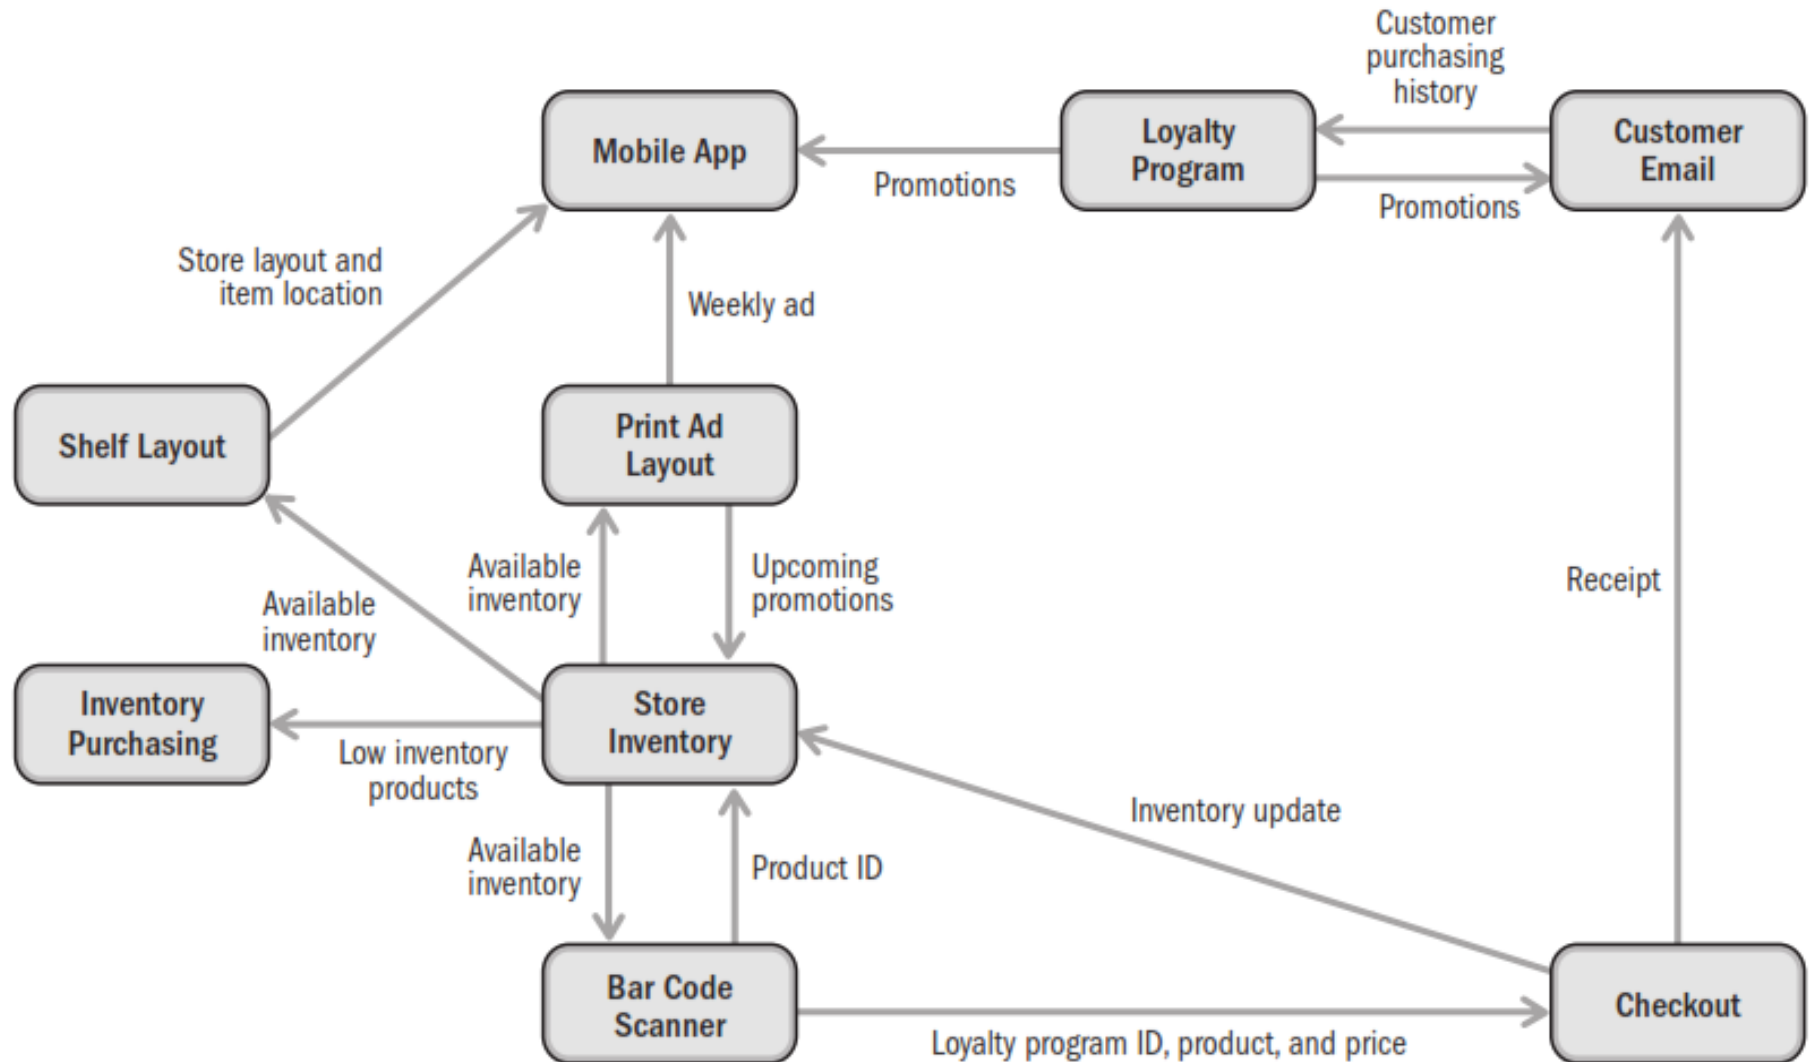 Customer
purchasing
history
Mobile App
Loyalty
Program
Customer
Email
Promotions
Promotions
Store layout and
item location
Weekly ad
Shelf Layout
Print Ad
Layout
Available
inventory
Available
inventory
Upcoming
promotions
Receipt
Inventory
Purchasing
Low inventory
products
Store
Inventory
Inventory update
Available
inventory
Product ID
Bar Code
Scanner
Loyalty program ID, product, and price
Checkout